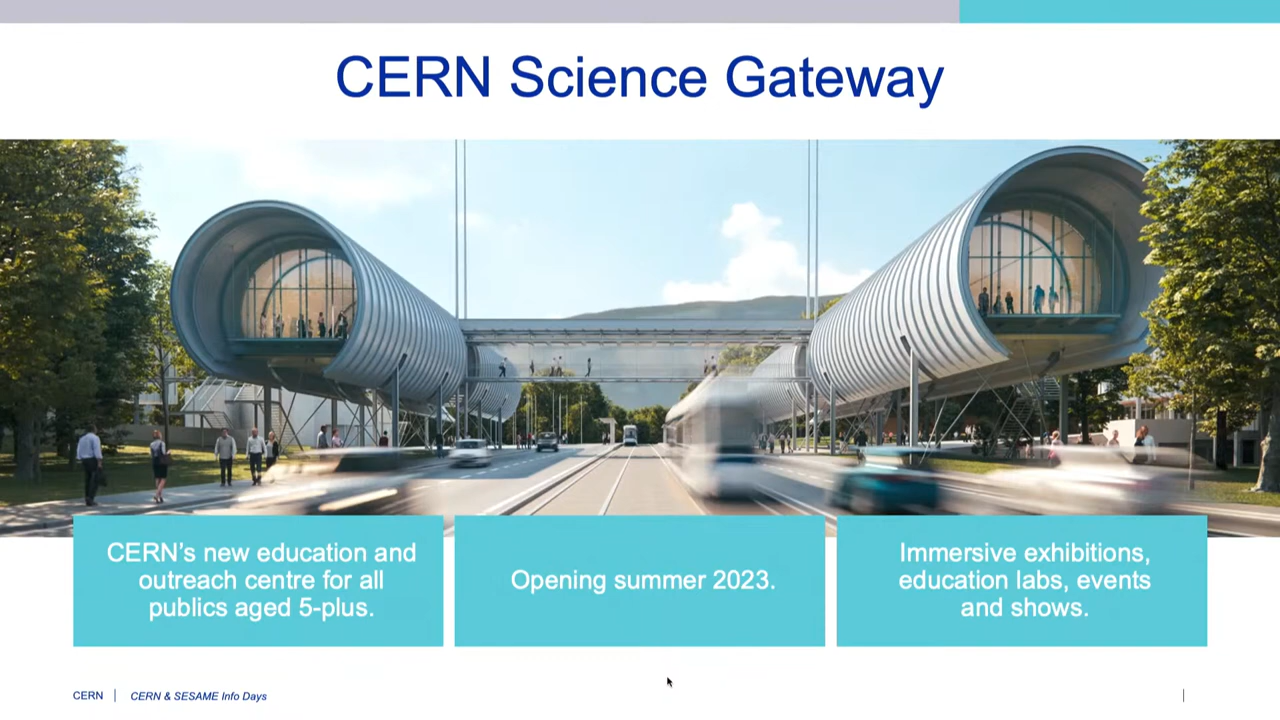 CERN Science Gateway
CERN’s new education and
outreach centre for all
publics aged 5-plus.
Opening summer 2023.
Immersive exhibitions,
education labs, events
and shows.
CERN | CERN & SESAME Info Days